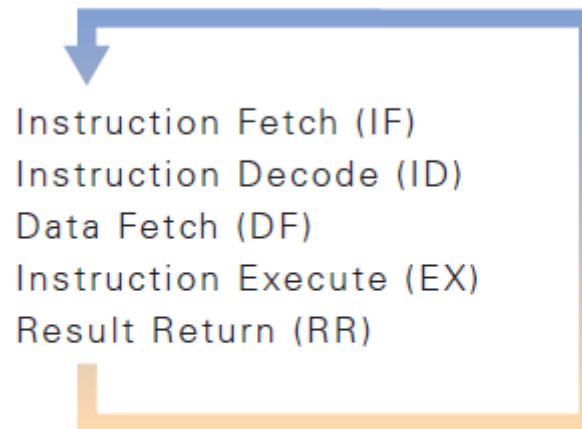 Instruction Fetch (IF)
Instruction Decode (ID)
Data Fetch (DF)
Instruction Execute (EX)
Result Return (RR)